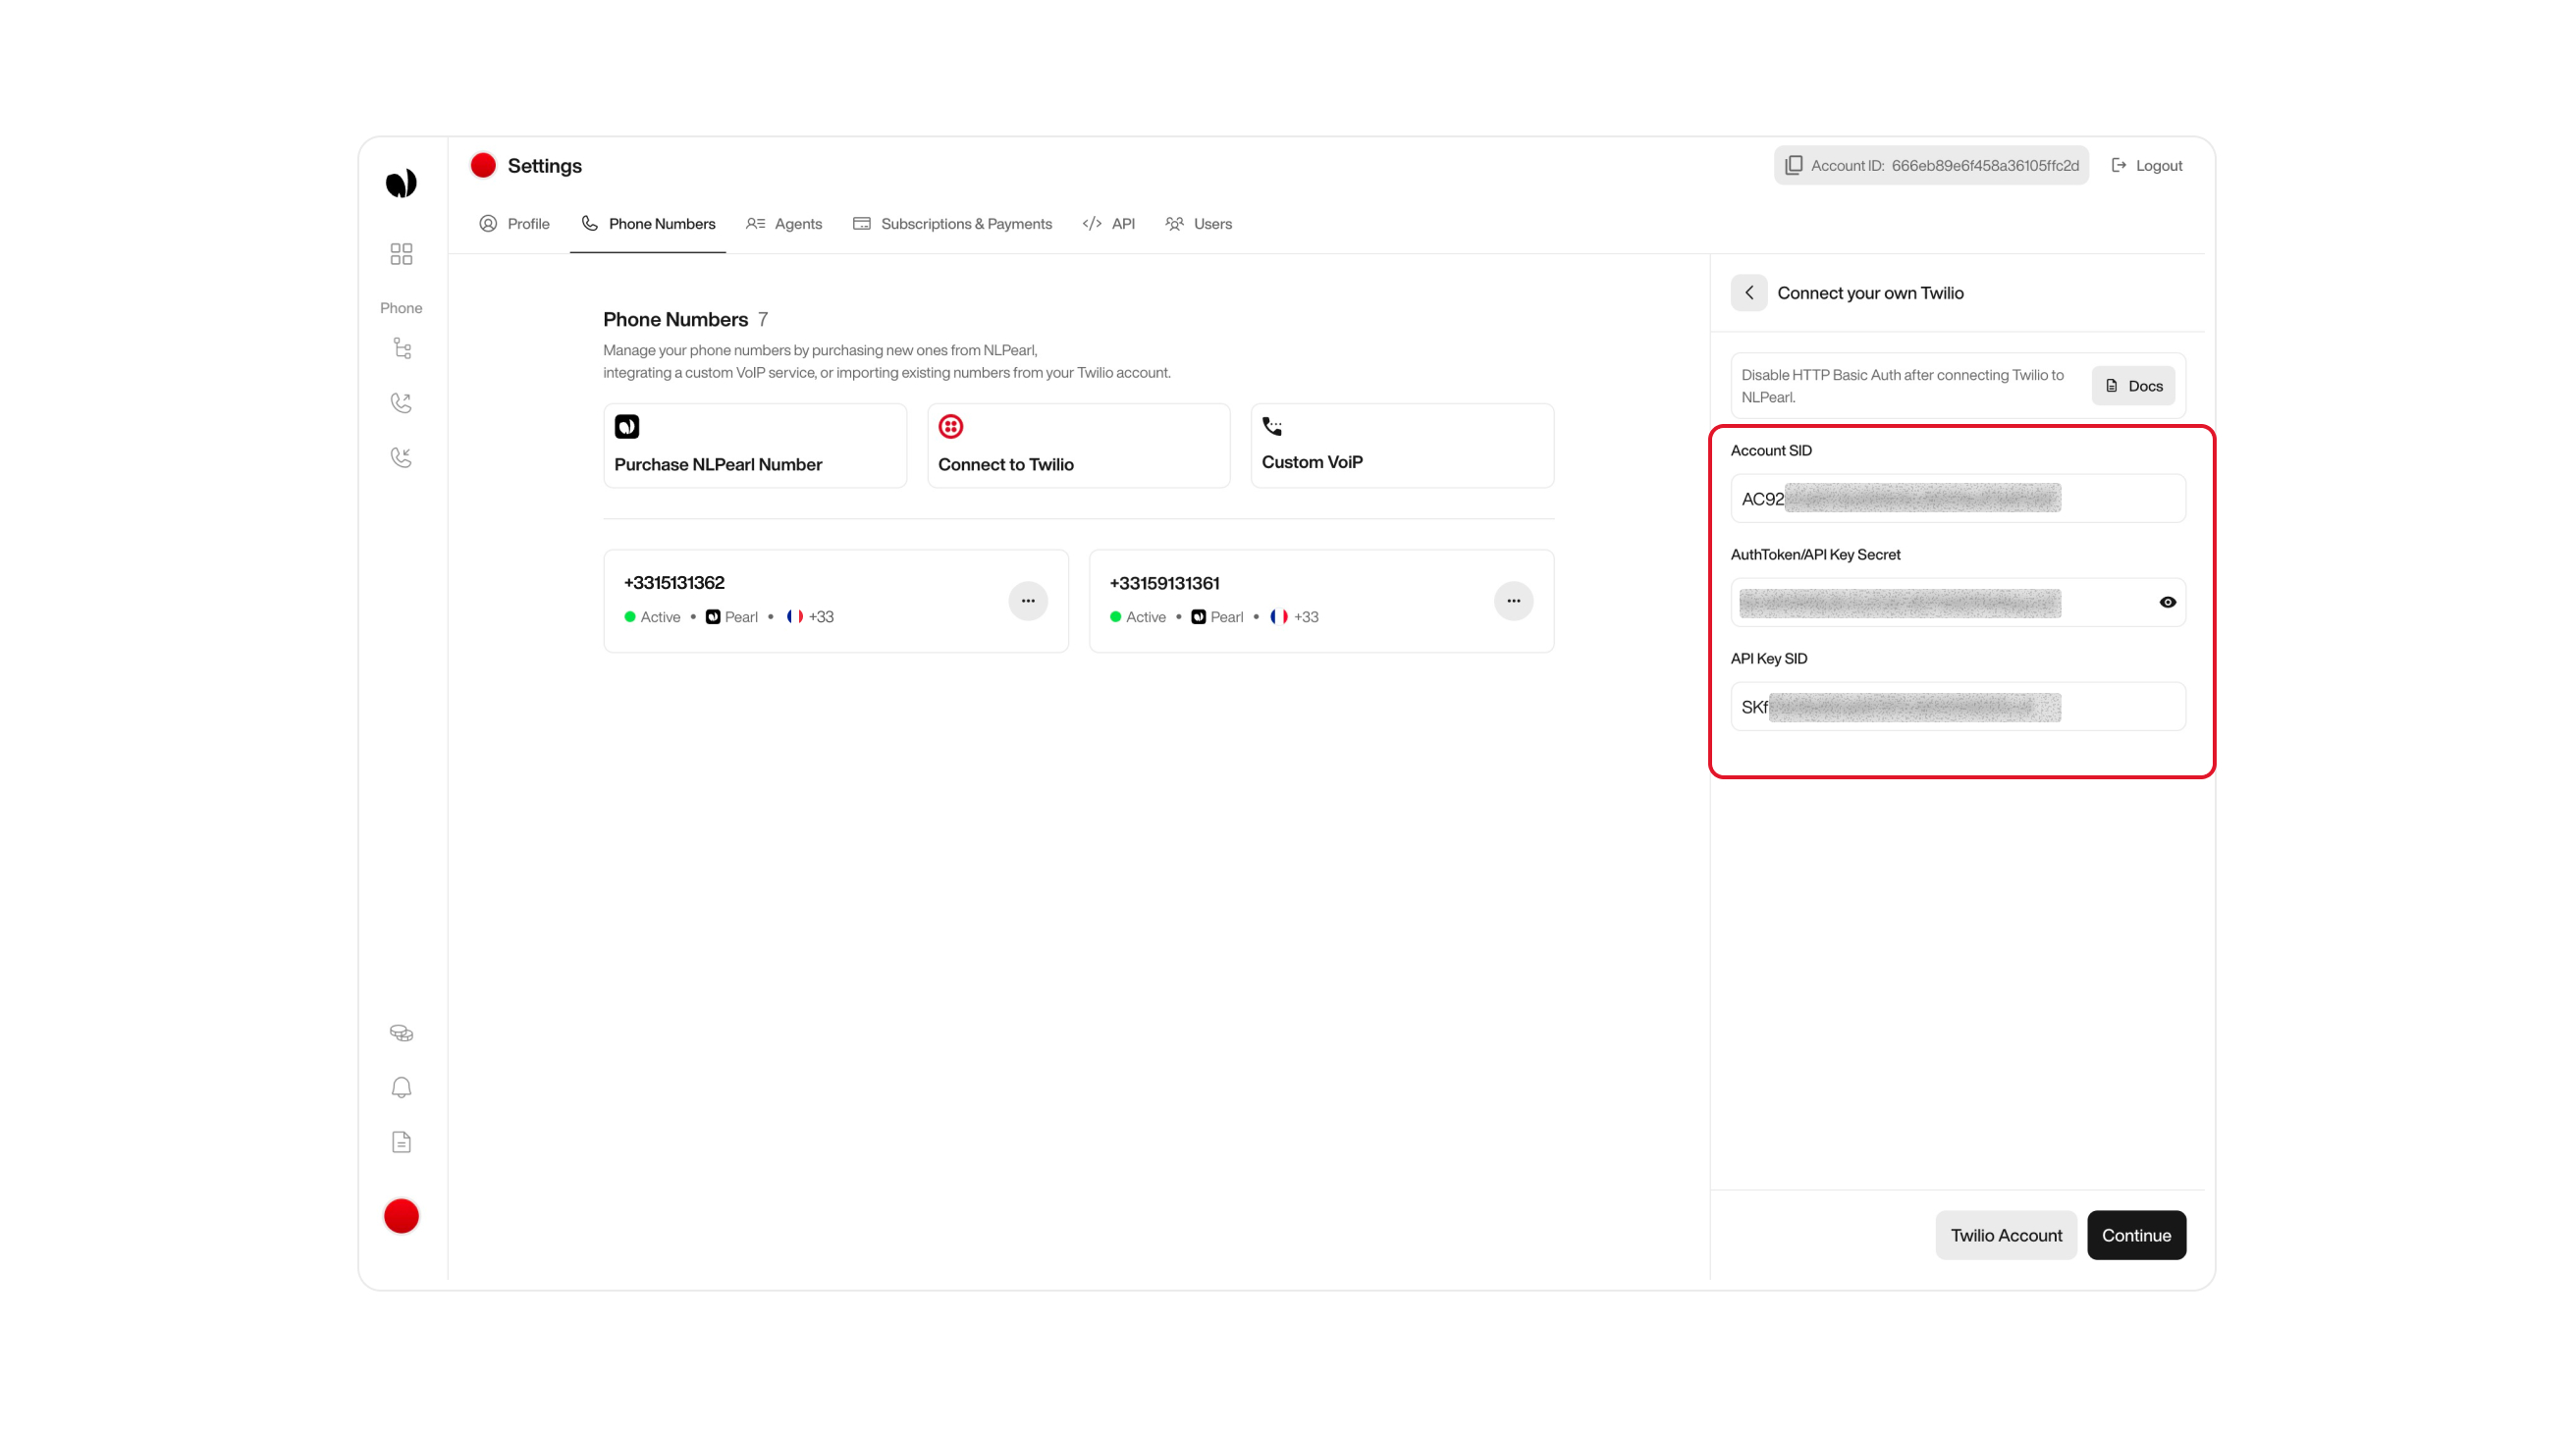 Settings
Account ID: 666eb89e6f458a36105ffc2d
Logout
Profile
Phone Numbers
Agents
Subscriptions & Payments
API
Users
Phone
Phone Numbers 7
Manage your phone numbers by purchasing new ones from NLPearl,
integrating a custom VoIP service, or importing existing numbers from your Twilio account.
Purchase NLPearl Number
Connect to Twilio
Custom VoiP
+3315131362
Active • Pearl • +33
+33159131361
Active • Pearl • +33
Connect your own Twilio
Disable HTTP Basic Auth after connecting Twilio to
NLPearl.
Docs
Account SID
AC92
AuthToken/API Key Secret
API Key SID
SKf
Twilio Account
Continue